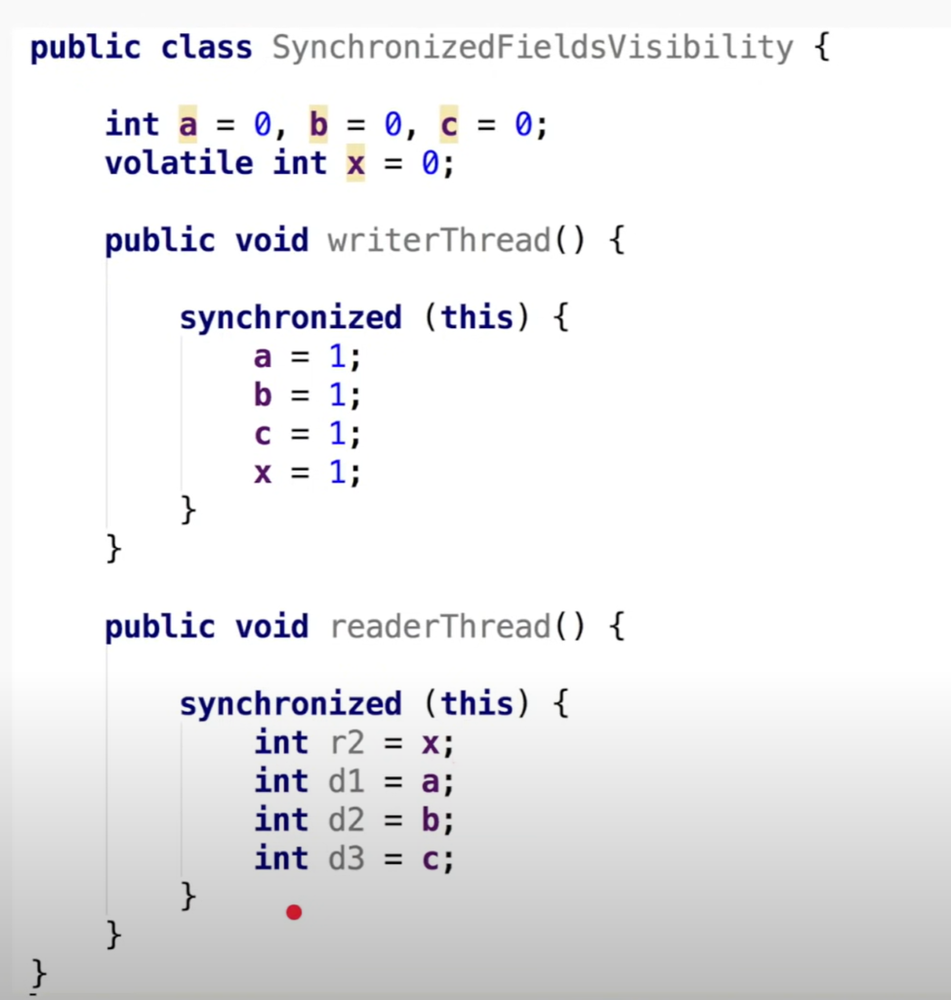 public class SynchronizedFieldsVisibility {
int a = 0, b = 0, c = 0;
volatile int x = 0;
public void writerThread() {
synchronized (this) {
a = 1;
b = 1;
c = 1;
x = 1;
}
}
public void readerThread() {
synchronized (this) {
int r2 = x;
int d1 = a;
int d2 = b;
int d3 = c;
}
}
}